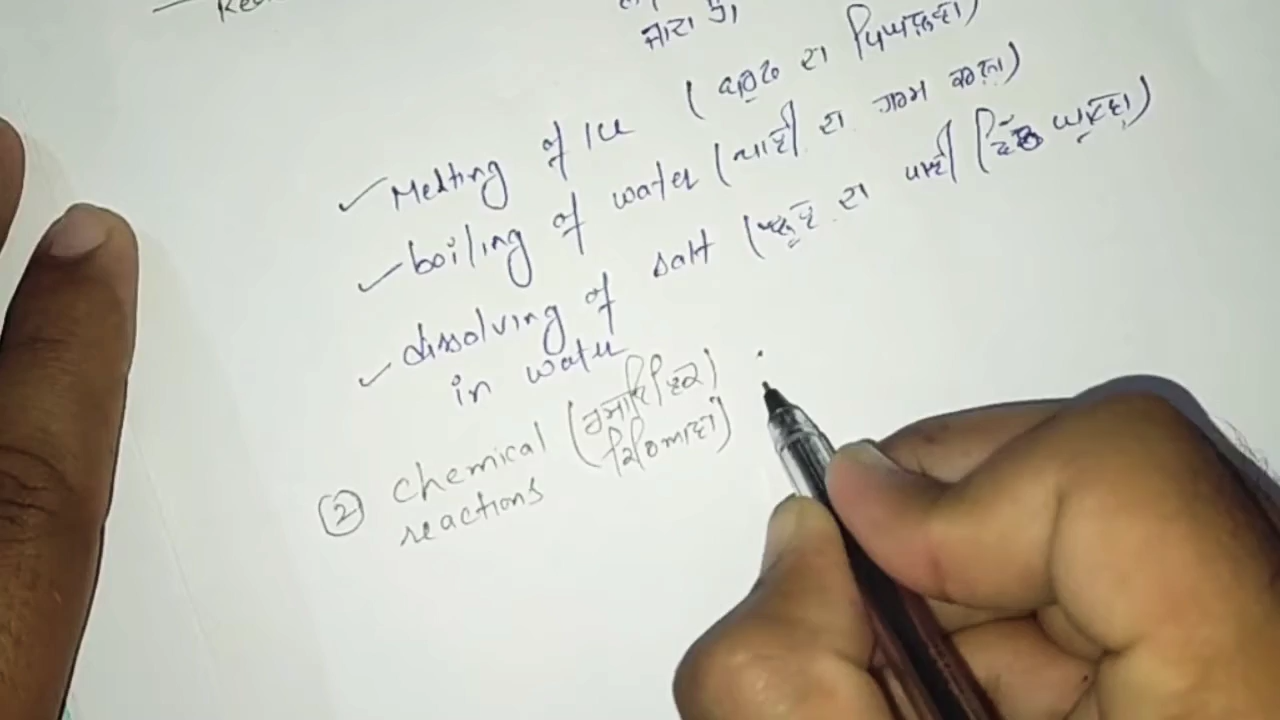 ਸਾਰਾ
Melting of Ice (ਬਰਫ ਦਾ ਪਿਘਲਣਾ)
boiling of water (ਪਾਣੀ ਦਾ ਗਰਮ ਕਰਨਾ)
dissolving of salt (ਲੂਣ ਦਾ ਪਾਣੀ ਵਿੱਚ ਘੁਲਣਾ)
in water
② chemical (ਰਸਾਇਣਿਕ
reactions ਕਿਰਿਆਵਾਂ)